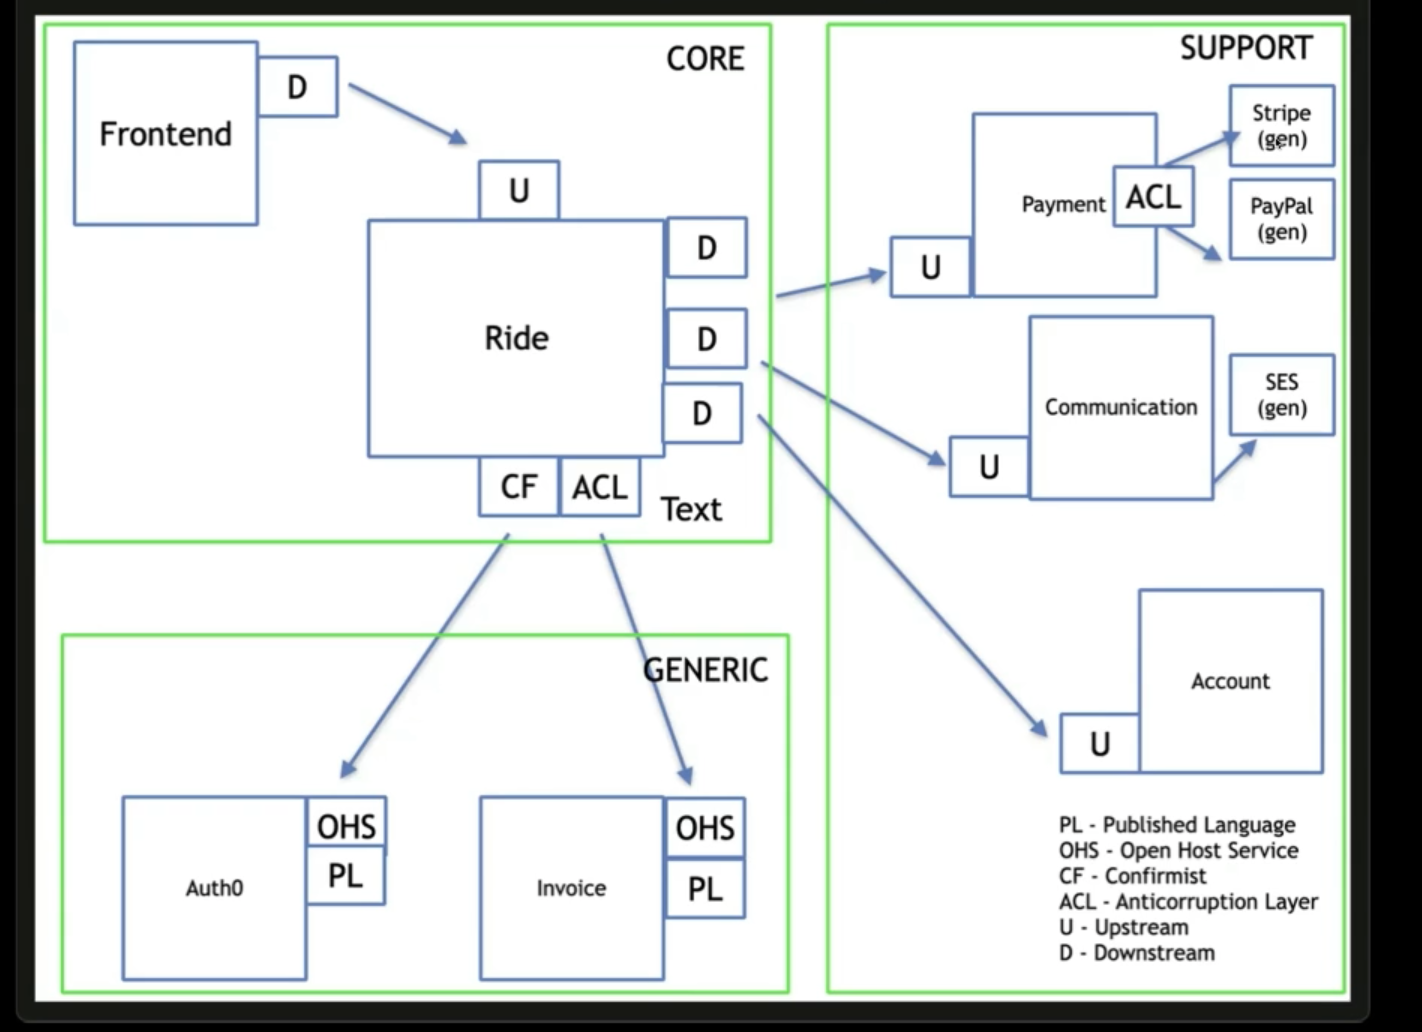 CORE
Frontend
D
U
Ride
D
D
D
CF
ACL
Text
SUPPORT
Stripe
(gen)
Payment
ACL
PayPal
(gen)
U
Communication
SES
(gen)
U
Account
U
GENERIC
Auth0
OHS
PL
Invoice
OHS
PL
PL - Published Language
OHS - Open Host Service
CF - Confirmist
ACL - Anticorruption Layer
U - Upstream
D - Downstream